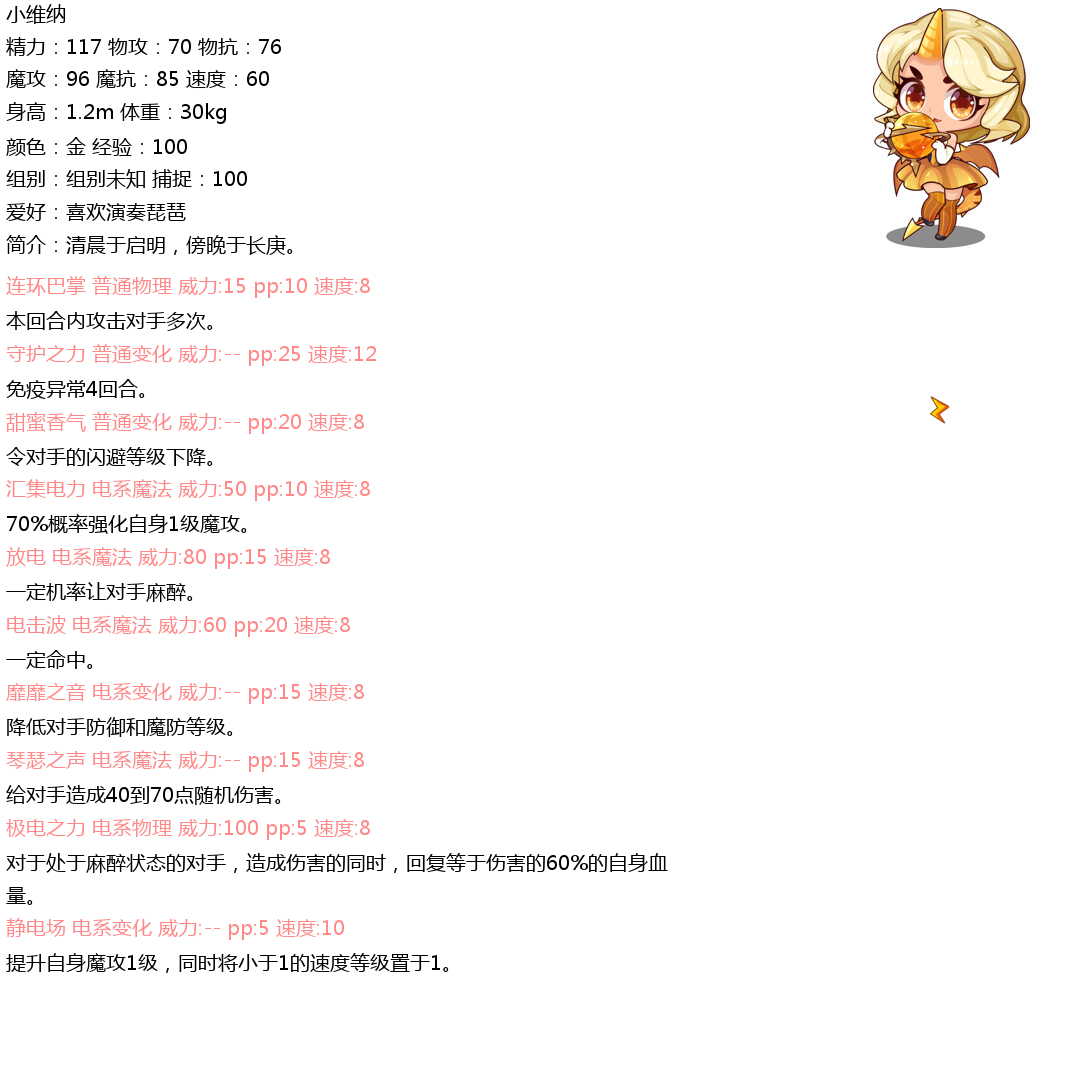 小维纳
精力：117 物攻：70 物抗：76
魔攻：96 魔抗：85 速度：60
身高：1.2m 体重：30kg
颜色：金 经验：100
组别：组别未知 捕捉：100
爱好：喜欢演奏琵琶
简介：清晨于启明，傍晚于长庚。
连环巴掌 普通物理 威力:15 pp:10 速度:8
本回合内攻击对手多次。
守护之力 普通变化 威力:-- pp:25 速度:12
免疫异常4回合。
甜蜜香气 普通变化 威力:-- pp:20 速度:8
令对手的闪避等级下降。
汇集电力 电系魔法 威力:50 pp:10 速度:8
70%概率强化自身1级魔攻。
放电 电系魔法 威力:80 pp:15 速度:8
一定机率让对手麻醉。
电击波 电系魔法 威力:60 pp:20 速度:8
一定命中。
靡靡之音 电系变化 威力:-- pp:15 速度:8
降低对手防御和魔防等级。
琴瑟之声 电系魔法 威力:-- pp:15 速度:8
给对手造成40到70点随机伤害。
极电之力 电系物理 威力:100 pp:5 速度:8
对于处于麻醉状态的对手，造成伤害的同时，回复等于伤害的60%的自身血
量。
静电场 电系变化 威力:-- pp:5 速度:10
提升自身魔攻1级，同时将小于1的速度等级置于1。